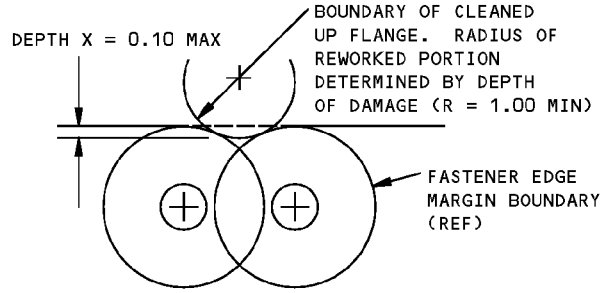 DEPTH X = 0.10 MAX
BOUNDARY OF CLEANED
UP FLANGE. RADIUS OF
REWORKED PORTION
DETERMINED BY DEPTH
OF DAMAGE (R = 1.00 MIN)
FASTENER EDGE
MARGIN BOUNDARY
(REF)